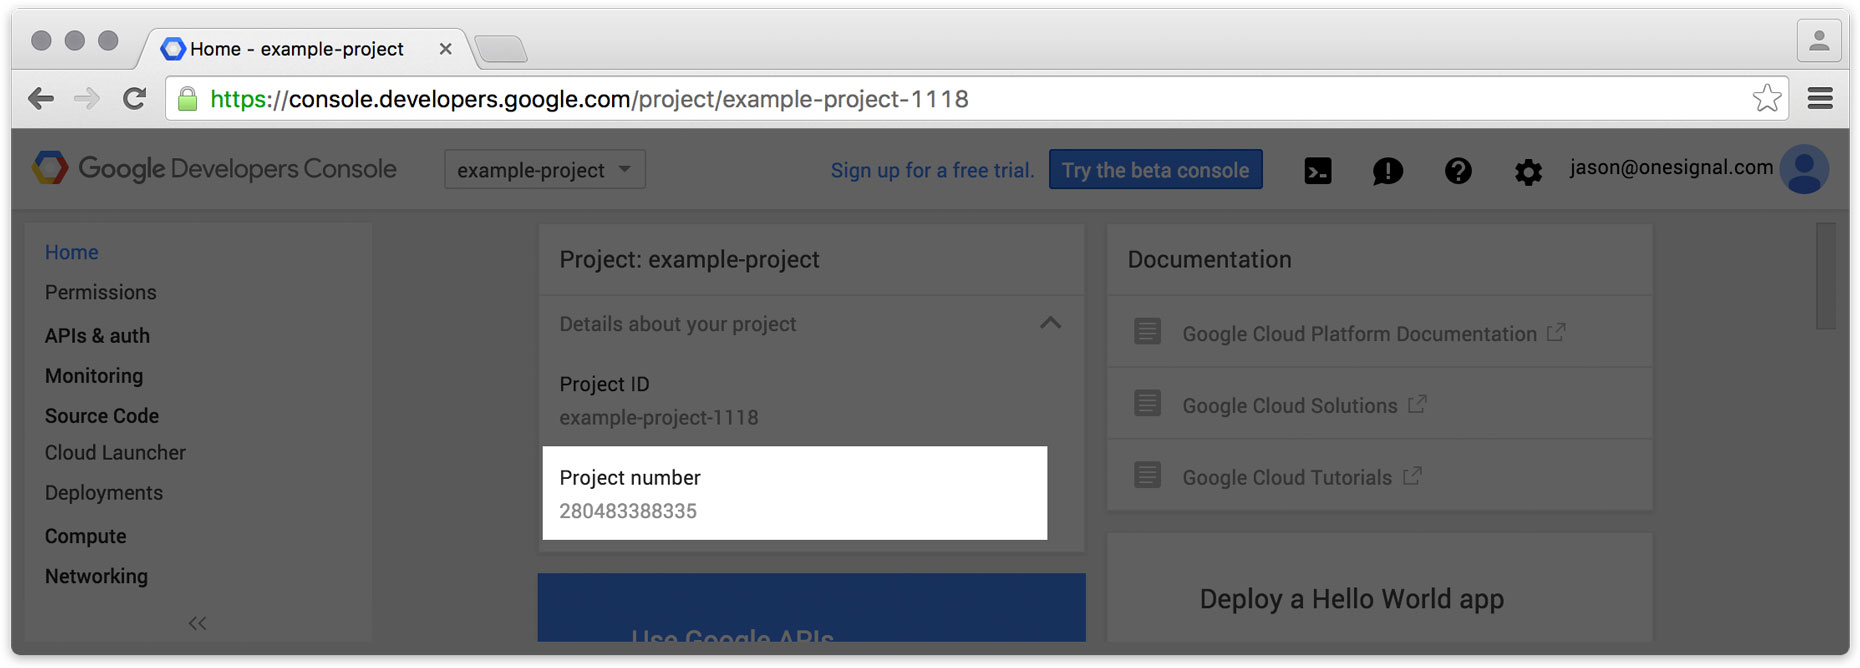 Home - example-project
https://console.developers.google.com/project/example-project-1118
Google Developers Console
example-project
Sign up for a free trial.
Try the beta console
jason@onesignal.com
Home
Permissions
APIs & auth
Monitoring
Source Code
Cloud Launcher
Deployments
Compute
Networking
Project: example-project
Details about your project
Project ID
example-project-1118
Project number
280483388335
Use Google APIs
Documentation
Google Cloud Platform Documentation
Google Cloud Solutions
Google Cloud Tutorials
Deploy a Hello World app